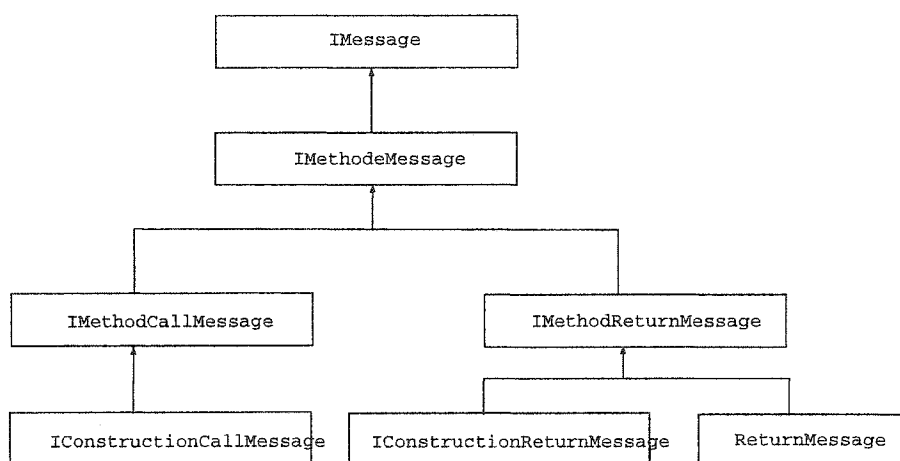 IMessage
IMethodeMessage
IMethodCallMessage
IMethodReturnMessage
IConstructionCallMessage
IConstructionReturnMessage
ReturnMessage